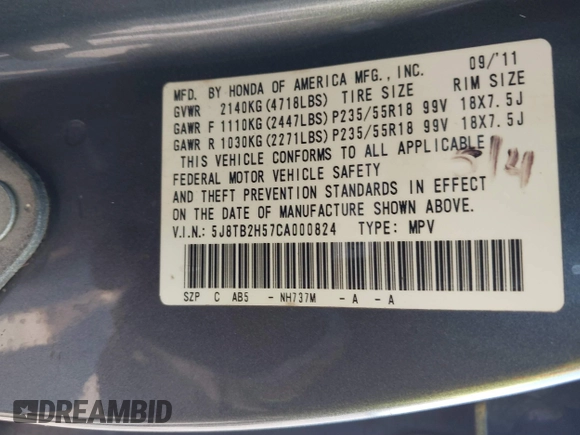 09/'11
MFD. BY HONDA OF AMERICA MFG., INC.
GVWR 2140KG(4718LBS) TIRE SIZE RIM SIZE
GAWR F 1110KG(2447LBS)P235/55R18 99V 18X7.5J
GAWR R 1030KG(2271LBS)P235/55R18 99V 18X7.5J
THIS VEHICLE CONFORMS TO ALL APPLICABLE
FEDERAL MOTOR VEHICLE SAFETY
AND THEFT PREVENTION STANDARDS IN EFFECT
ON THE DATE OF MANUFACTURE SHOWN ABOVE.
V.I.N.: 5J8TB2H57CA000824 TYPE: MPV
SZP C AB5 - NH737M - A - A
DREAMBID